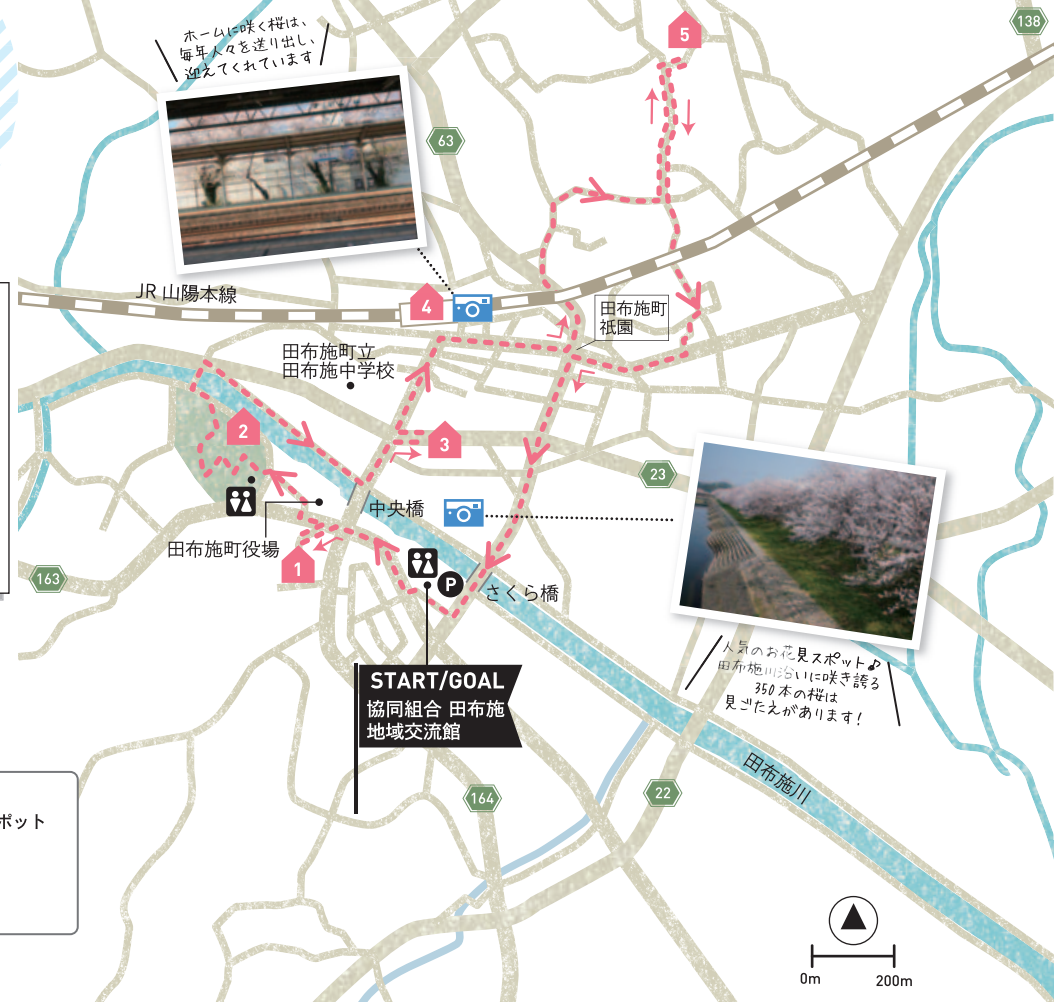 ホームに咲く桜は、
毎年人々を送り出し、
迎えてくれています
138
5
63
JR 山陽本線
4
田布施町
祇園
田布施町立
田布施中学校
2
3
23
中央橋
田布施町役場
1
163
P
さくら橋
START/GOAL
協同組合 田布施
地域交流館
人気のお花見スポット♪
田布施川沿いに咲き誇る
350本の桜は
見ごたえがあります!
田布施川
164
22
ポット
0m
200m